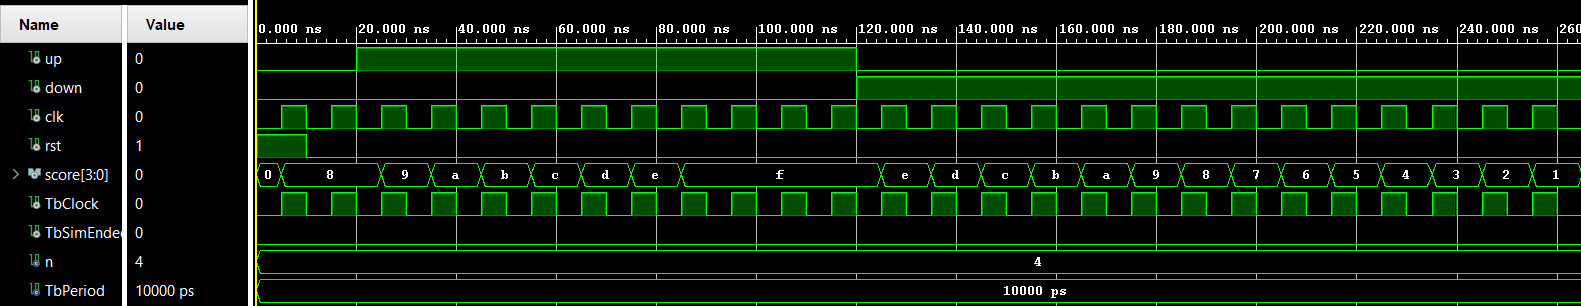 Name Value 0.000 ns 20.000 ns 40.000 ns 60.000 ns 80.000 ns 100.000 ns 120.000 ns 140.000 ns 160.000 ns 180.000 ns 200.000 ns 220.000 ns 240.000 ns 260
up 0
down 0
clk 0
rst 1
score[3:0] 0 0 8 9 a b c d e f e d c b a 9 8 7 6 5 4 3 2 1
TbClock 0
TbSimEnde 0
n 4 4
TbPeriod 10000 ps 10000 ps